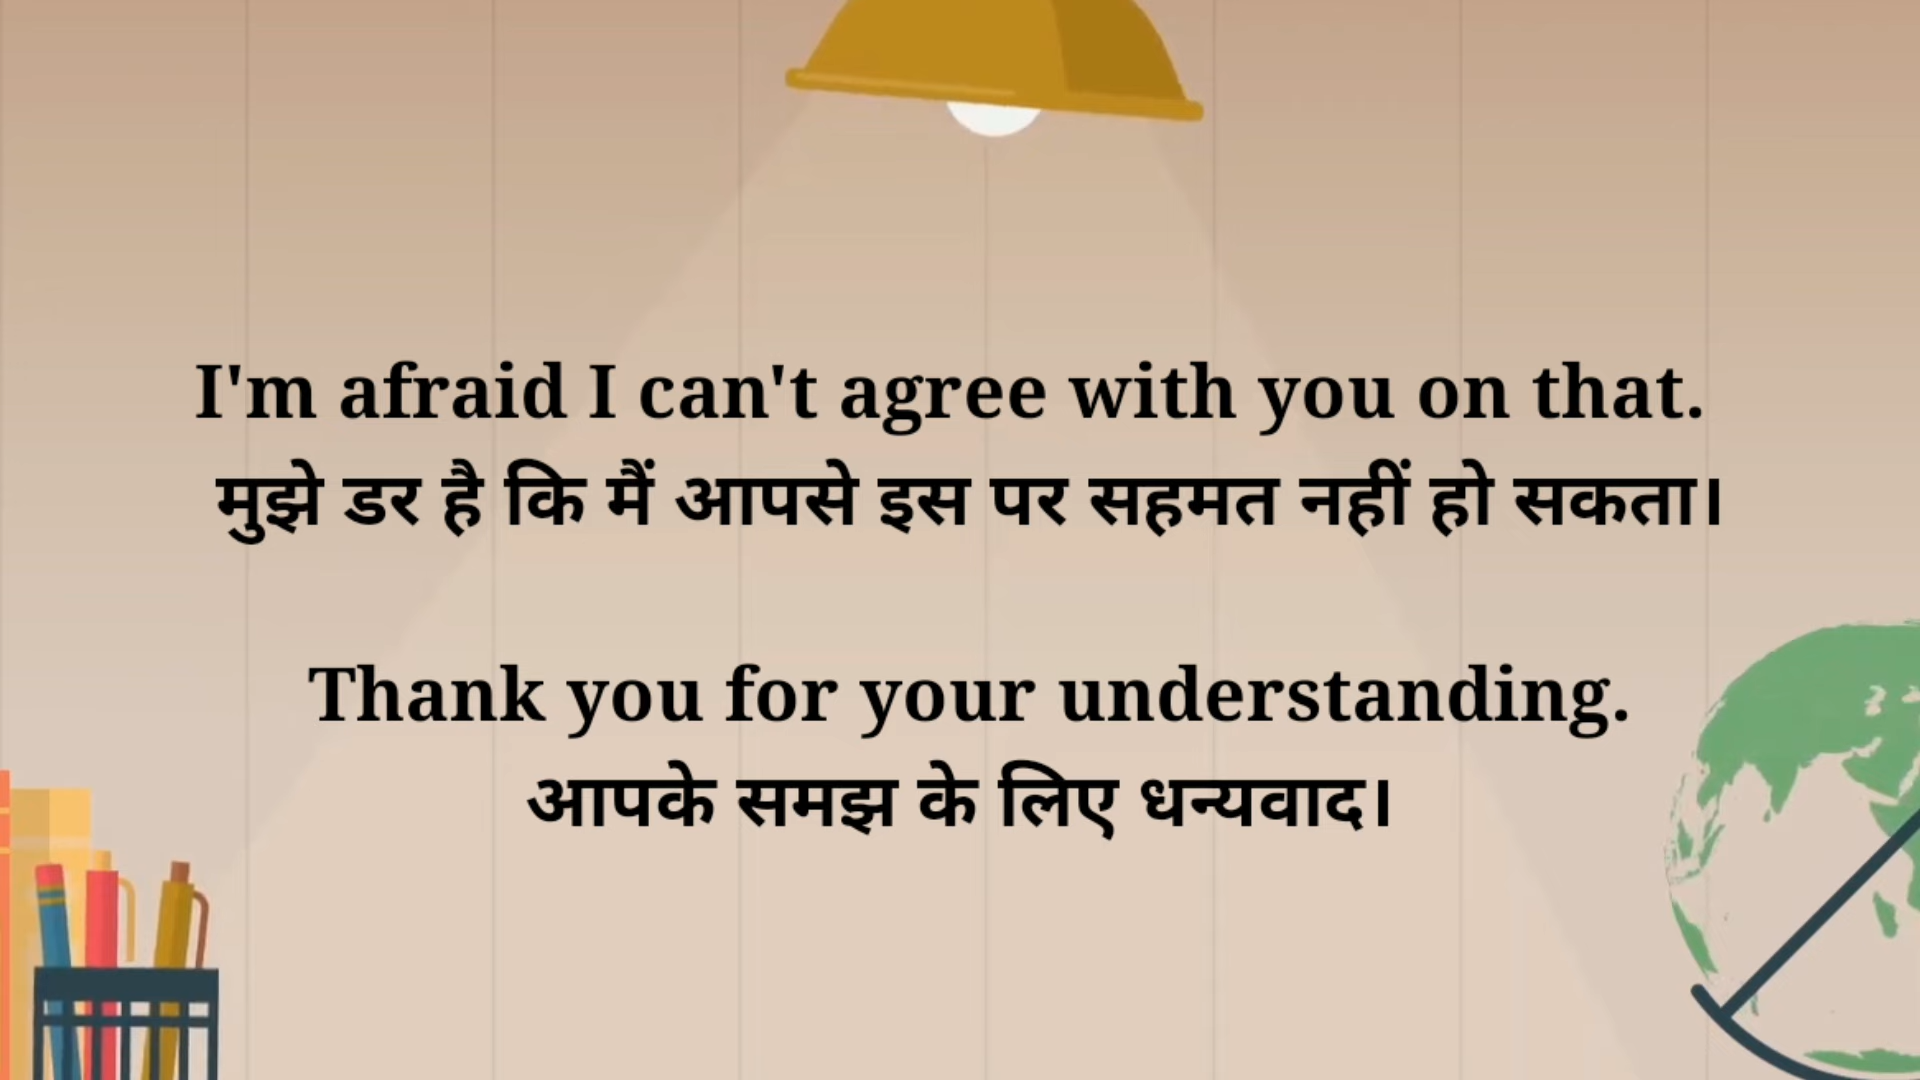 I'm afraid I can't agree with you on that.
मुझे डर है कि मैं आपसे इस पर सहमत नहीं हो सकता।
Thank you for your understanding.
आपके समझ के लिए धन्यवाद।